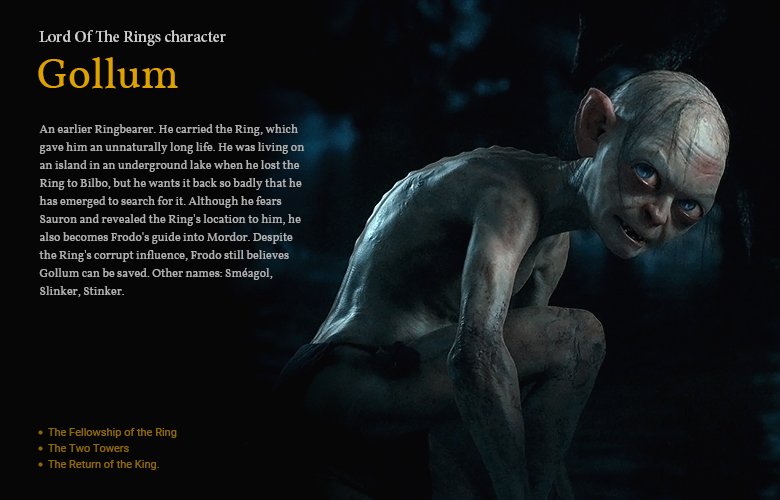 Lord Of The Rings character
Gollum
An earlier Ringbearer. He carried the Ring, which
gave him an unnaturally long life. He was living on
an island in an underground lake when he lost the
Ring to Bilbo, but he wants it back so badly that he
has emerged to search for it. Although he fears
Sauron and revealed the Ring's location to him, he
also becomes Frodo's guide into Mordor. Despite
the Ring's corrupt influence, Frodo still believes
Gollum can be saved. Other names: Sméagol,
Slinker, Stinker.
• The Fellowship of the Ring
• The Two Towers
• The Return of the King.